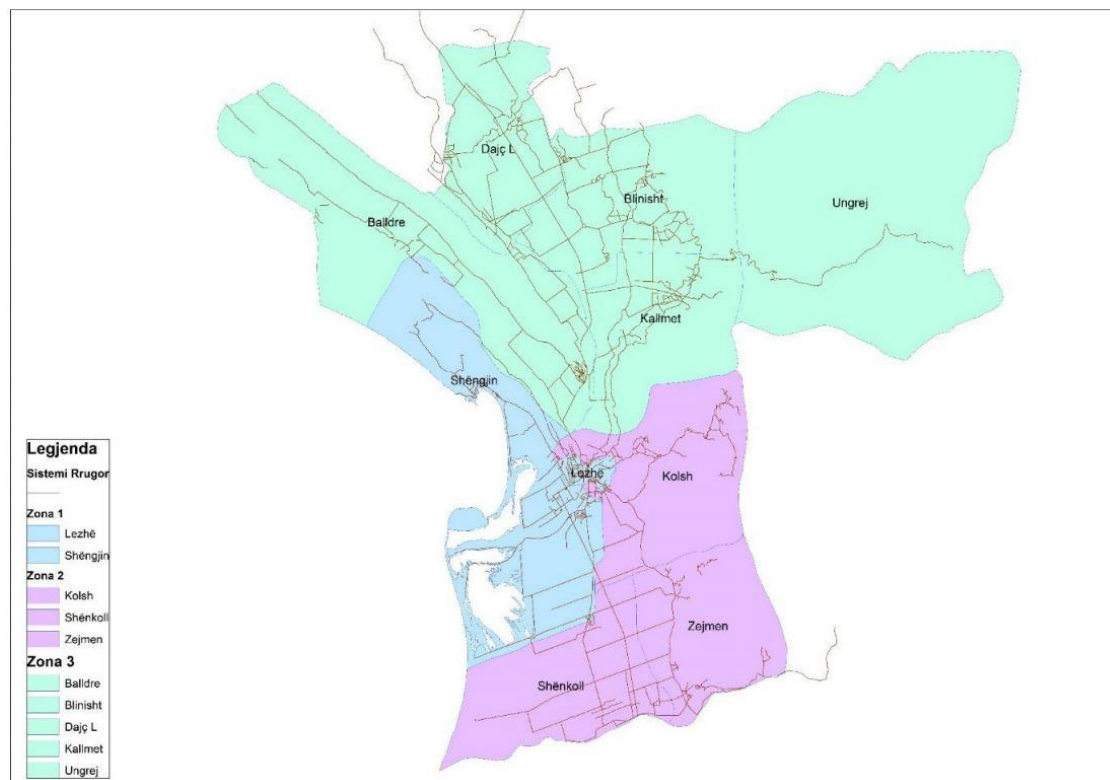 Dajç L
Blinisht
Ungrej
Balldre
Kallmet
Shëngjin
Lezhë
Kolsh
Zejmen
Shënkoll
Legjenda
Sistemi Rrugor
Zona 1
Lezhë
Shëngjin
Zona 2
Kolsh
Shënkoll
Zejmen
Zona 3
Balldre
Blinisht
Dajç L
Kallmet
Ungrej